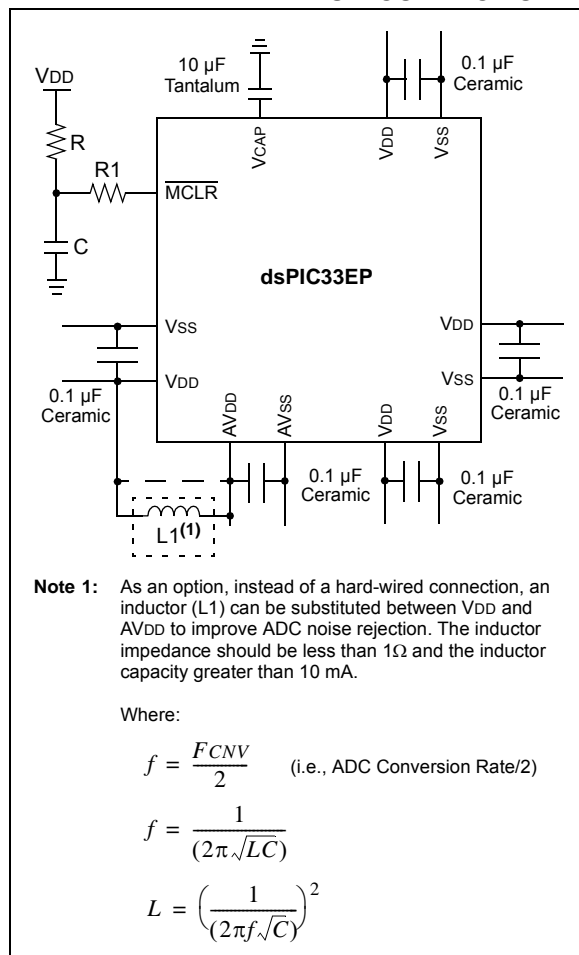 10 µF
Tantalum
0.1 µF
Ceramic
VDD
R
R1
C
VCAP
VDD
VSS
MCLR
dsPIC33EP
VSS
VDD
VDD
VSS
0.1 µF
Ceramic
0.1 µF
Ceramic
AVDD
AVSS
VDD
VSS
0.1 µF
Ceramic
0.1 µF
Ceramic
L1(1)
Note 1: As an option, instead of a hard-wired connection, an
inductor (L1) can be substituted between VDD and
AVDD to improve ADC noise rejection. The inductor
impedance should be less than 1Ω and the inductor
capacity greater than 10 mA.
Where:
f = FCNV / 2 (i.e., ADC Conversion Rate/2)
f = 1 / (2π√LC)
L = (1 / (2πf√C))²